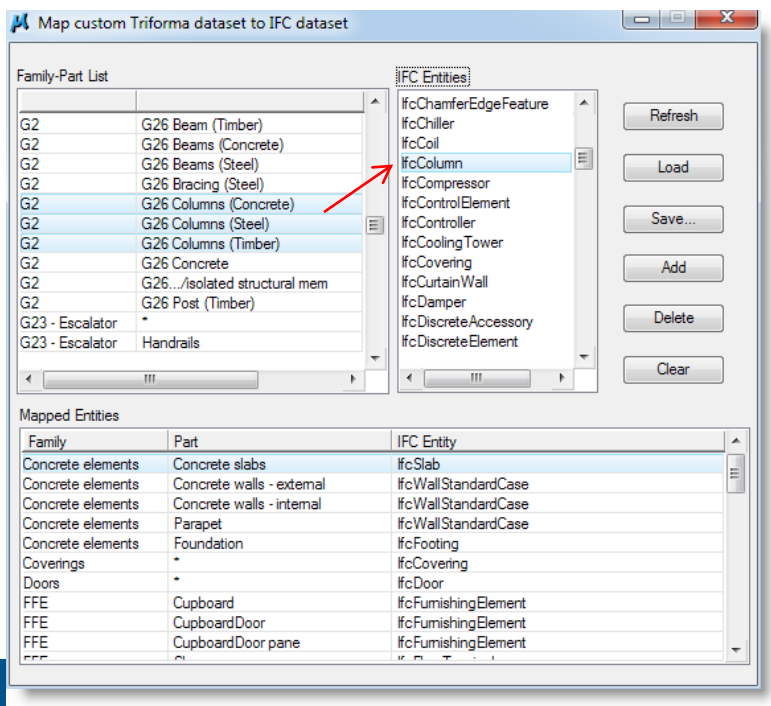 Map custom Triforma dataset to IFC dataset
Family-Part List
G2 G26 Beam (Timber)
G2 G26 Beams (Concrete)
G2 G26 Beams (Steel)
G2 G26 Bracing (Steel)
G2 G26 Columns (Concrete)
G2 G26 Columns (Steel)
G2 G26 Columns (Timber)
G2 G26 Concrete
G2 G26.../isolated structural mem
G2 G26 Post (Timber)
G23 - Escalator *
G23 - Escalator Handrails
IFC Entities
IfcChamferEdgeFeature
IfcChiller
IfcCoil
IfcColumn
IfcCompressor
IfcControlElement
IfcController
IfcCoolingTower
IfcCovering
IfcCurtainWall
IfcDamper
IfcDiscreteAccessory
IfcDiscreteElement
Refresh
Load
Save...
Add
Delete
Clear
Mapped Entities
Family Part IFC Entity
Concrete elements Concrete slabs IfcSlab
Concrete elements Concrete walls - external IfcWallStandardCase
Concrete elements Concrete walls - internal IfcWallStandardCase
Concrete elements Parapet IfcWallStandardCase
Concrete elements Foundation IfcFooting
Coverings * IfcCovering
Doors * IfcDoor
FFE Cupboard IfcFurnishingElement
FFE CupboardDoor IfcFurnishingElement
FFE CupboardDoor pane IfcFurnishingElement